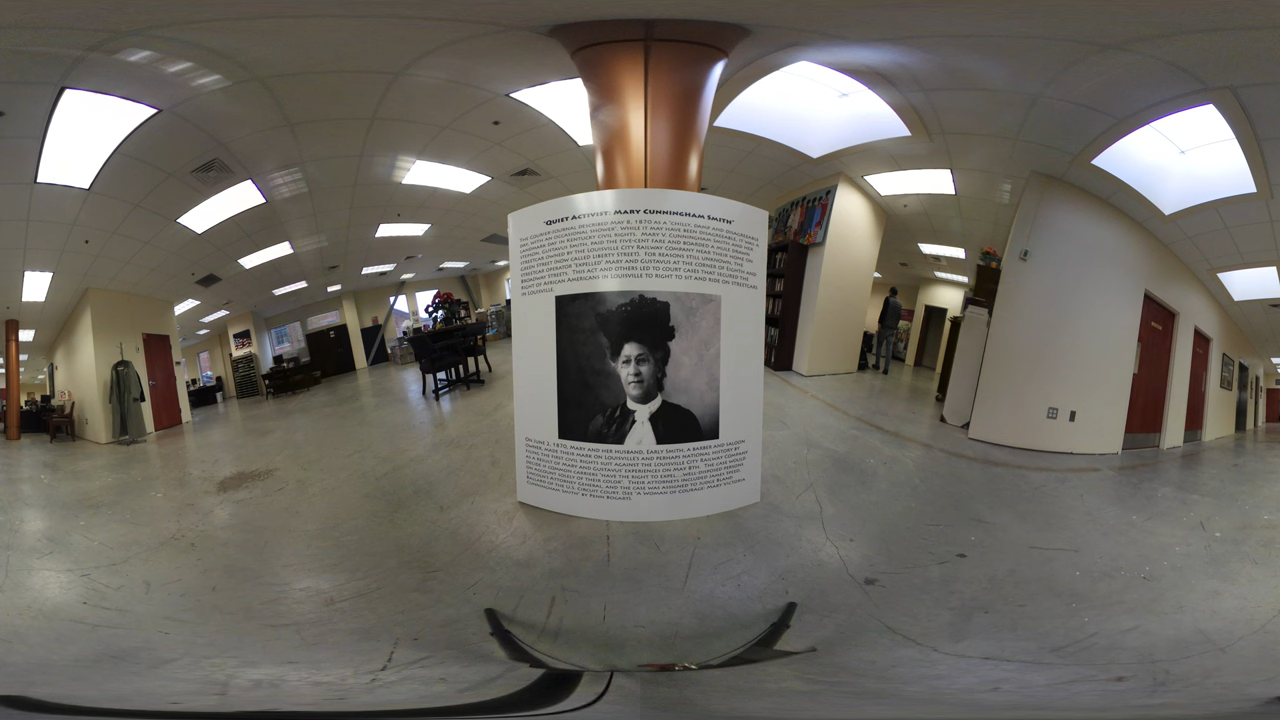 "Quiet Activist: Mary Cunningham Smith"
The Courier-Journal described May 8, 1870 as a "chilly, damp and disagreeable
day, with an occasional shower". While it may have been disagreeable, it was a
landmark day in Kentucky civil rights. Mary V. Cunningham Smith and her
stepson, Gustavus Smith, paid the five-cent fare and boarded a mule drawn
streetcar owned by the Louisville City Railway Company near their home on
Green Street (now called Liberty Street). For reasons still unknown, the
streetcar operator "expelled" Mary and Gustavus at the corner of Eighth and
Broadway Streets. This act and others led to court cases that secured the
right of African Americans in Louisville to right to sit and ride on streetcars
in Louisville.
On June 2, 1870, Mary and her husband, Early Smith, a barber and saloon
owner, made their mark on Louisville's and perhaps national history by
filing the first civil rights suit against the Louisville City Railway Company
as a result of Mary and Gustavus' experiences on May 8th. The case would
decide if common carriers "have the right to expel...well-disposed persons
on account solely of their color". Their attorneys included James Speed,
Lincoln's Attorney General, and the case was assigned to Judge Bland
Ballard of the U.S. Circuit Court. (See "A Woman of Courage: Mary Victoria
Cunningham Smith" by Penni Bogart).